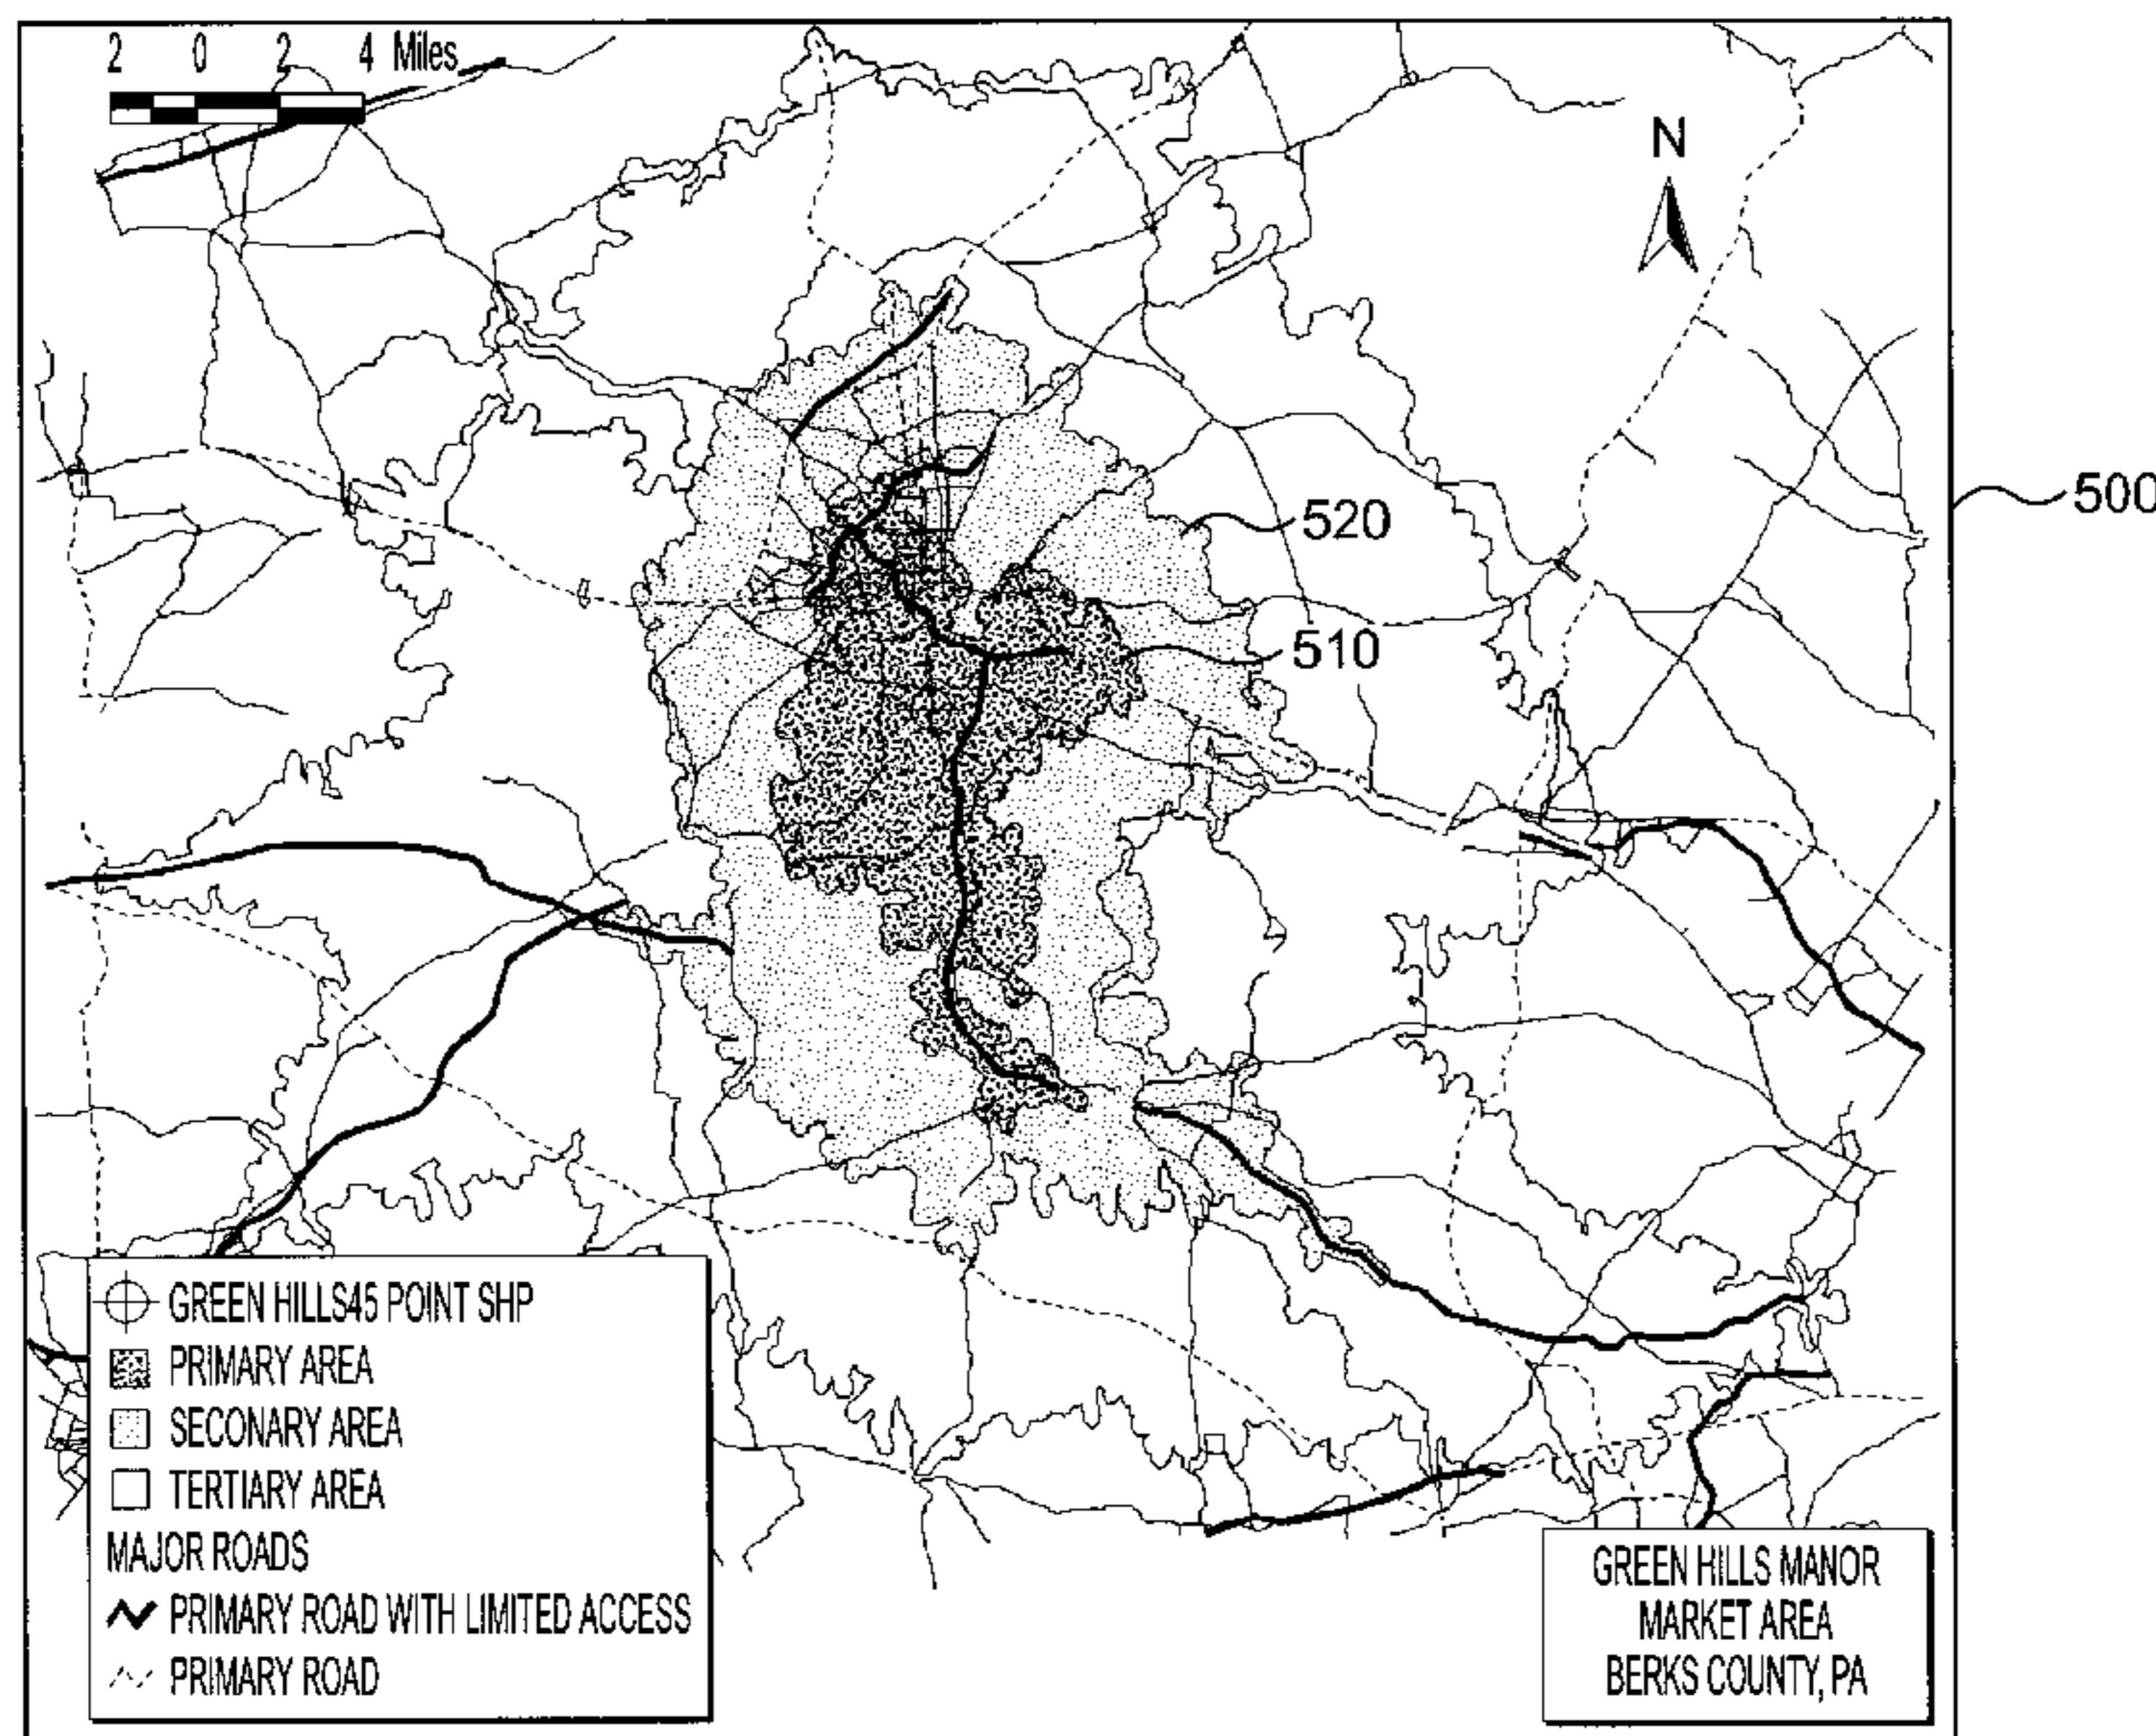 2 0 2 4 Miles
N
500
520
510
GREEN HILLS45 POINT SHP
PRIMARY AREA
SECONARY AREA
TERTIARY AREA
MAJOR ROADS
PRIMARY ROAD WITH LIMITED ACCESS
PRIMARY ROAD
GREEN HILLS MANOR
MARKET AREA
BERKS COUNTY, PA